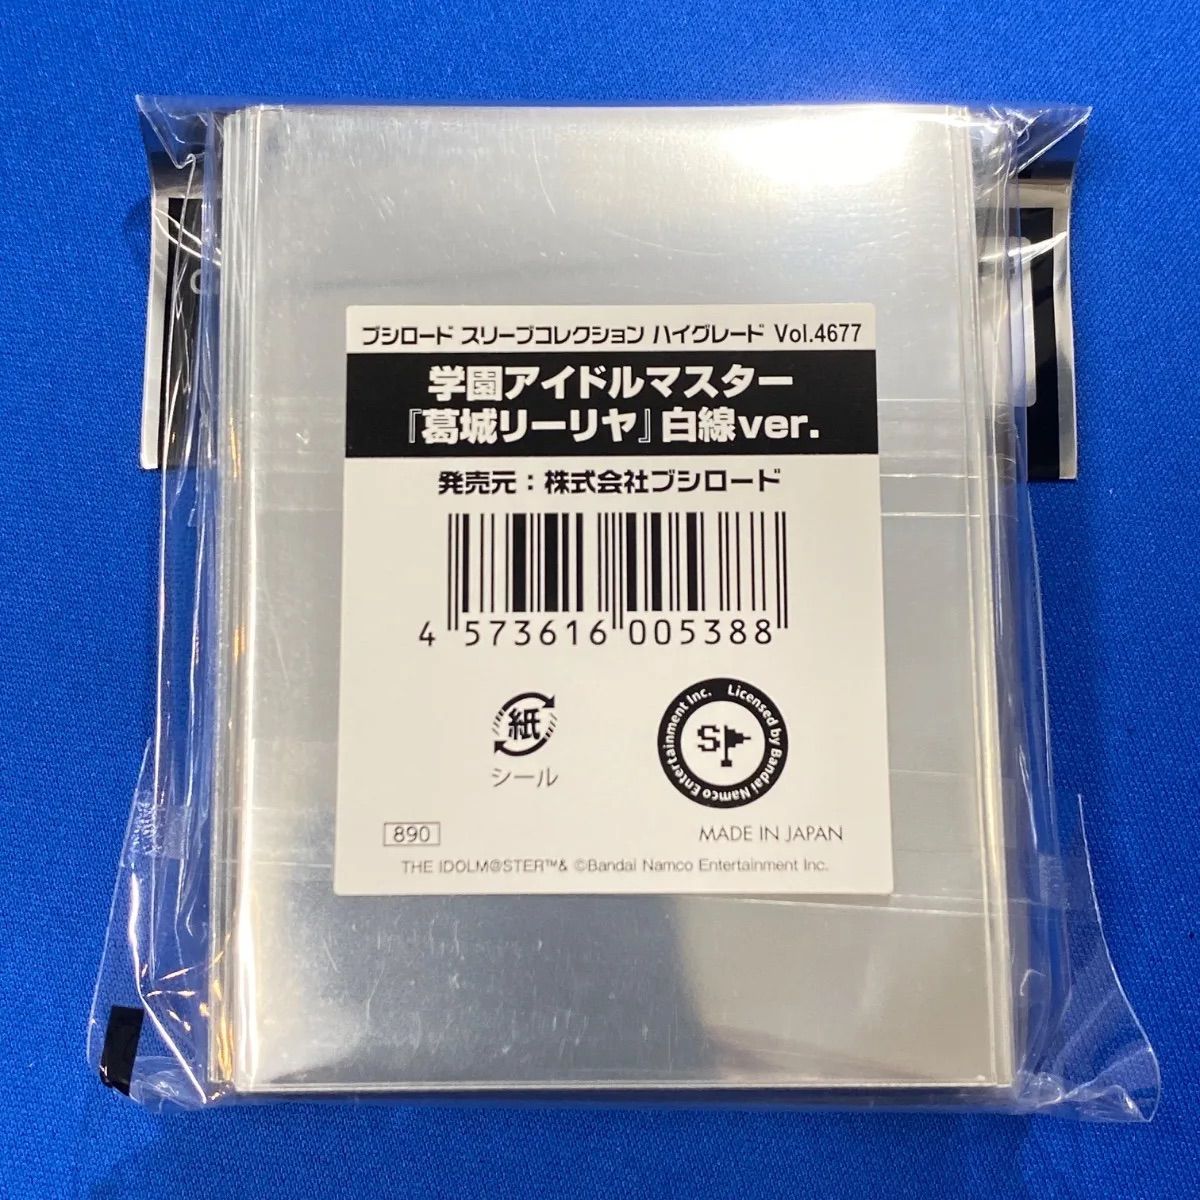 ブシロード スリーブコレクション ハイグレード Vol.4677
学園アイドルマスター
『葛城リーリヤ』白線ver.
発売元：株式会社ブシロード
4 573616 005388
紙
シール
Licensed by Bandai Namco Entertainment Inc.
S
890
MADE IN JAPAN
THE IDOLM@STER™& ©Bandai Namco Entertainment Inc.